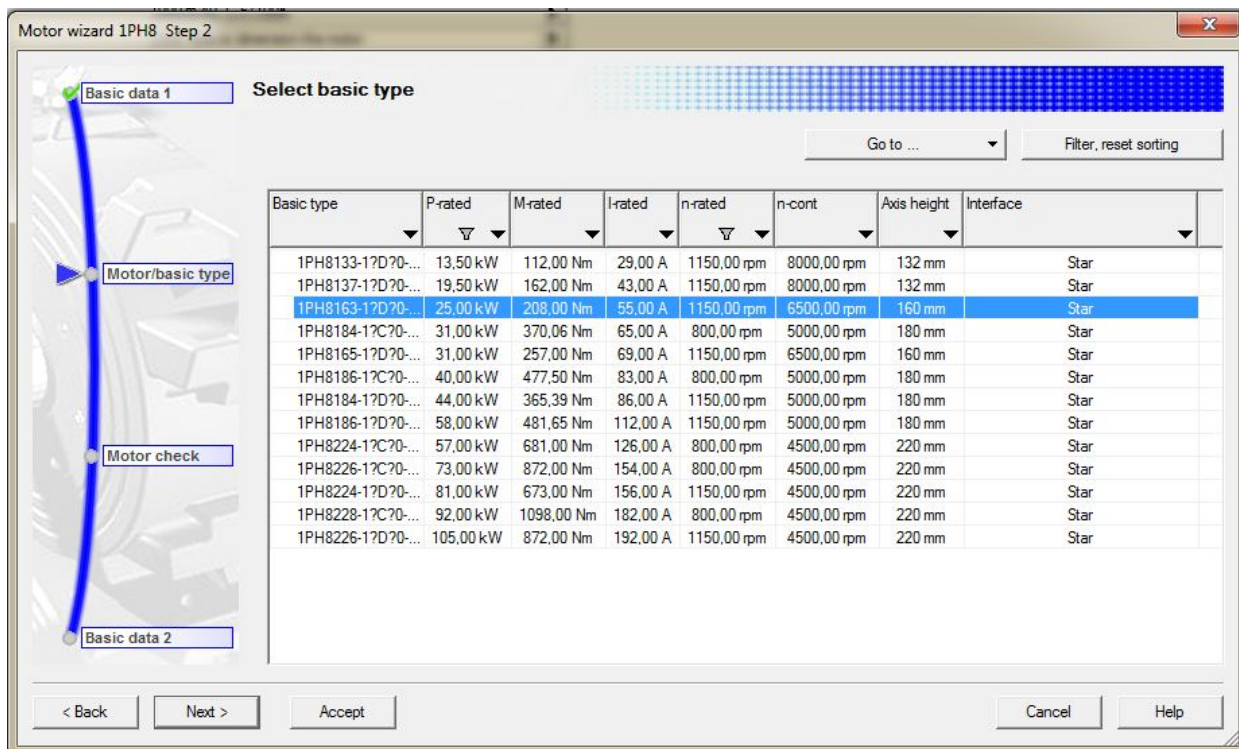 Motor wizard 1PH8 Step 2
Basic data 1
Motor/basic type
Motor check
Basic data 2
Select basic type
Go to ... Filter, reset sorting
Basic type P-rated M-rated I-rated n-rated n-cont Axis height Interface
1PH8133-1?D?0-... 13,50 kW 112,00 Nm 29,00 A 1150,00 rpm 8000,00 rpm 132 mm Star
1PH8137-1?D?0-... 19,50 kW 162,00 Nm 43,00 A 1150,00 rpm 8000,00 rpm 132 mm Star
1PH8163-1?D?0-... 25,00 kW 208,00 Nm 55,00 A 1150,00 rpm 6500,00 rpm 160 mm Star
1PH8184-1?C?0-... 31,00 kW 370,06 Nm 65,00 A 800,00 rpm 5000,00 rpm 180 mm Star
1PH8165-1?D?0-... 31,00 kW 257,00 Nm 69,00 A 1150,00 rpm 6500,00 rpm 160 mm Star
1PH8186-1?C?0-... 40,00 kW 477,50 Nm 83,00 A 800,00 rpm 5000,00 rpm 180 mm Star
1PH8184-1?D?0-... 44,00 kW 365,39 Nm 86,00 A 1150,00 rpm 5000,00 rpm 180 mm Star
1PH8186-1?D?0-... 58,00 kW 481,65 Nm 112,00 A 1150,00 rpm 5000,00 rpm 180 mm Star
1PH8224-1?C?0-... 57,00 kW 681,00 Nm 126,00 A 800,00 rpm 4500,00 rpm 220 mm Star
1PH8226-1?C?0-... 73,00 kW 872,00 Nm 154,00 A 800,00 rpm 4500,00 rpm 220 mm Star
1PH8224-1?D?0-... 81,00 kW 673,00 Nm 156,00 A 1150,00 rpm 4500,00 rpm 220 mm Star
1PH8228-1?C?0-... 92,00 kW 1098,00 Nm 182,00 A 800,00 rpm 4500,00 rpm 220 mm Star
1PH8226-1?D?0-... 105,00 kW 872,00 Nm 192,00 A 1150,00 rpm 4500,00 rpm 220 mm Star
< Back Next > Accept Cancel Help